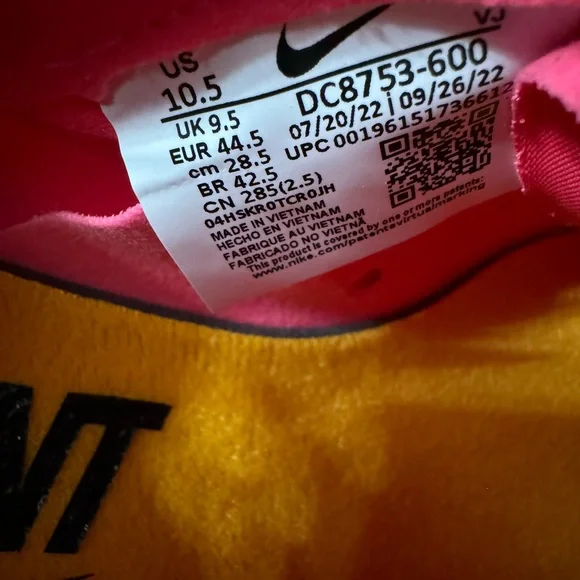 US VJ
10.5
UK 9.5 DC8753-600
EUR 44.5 07/20/22 | 09/26/22
cm 28.5 UPC 00196151736612
BR 42.5
CN 285(2.5)
04HSKR0TCR0JH
MADE IN VIETNAM
HECHO EN VIETNAM
FABRIQUE AU VIETNAM
FABRICADO NO VIETNÃ
This product is covered by one or more patents:
www.nike.com/patentsvirtualmarking
NT